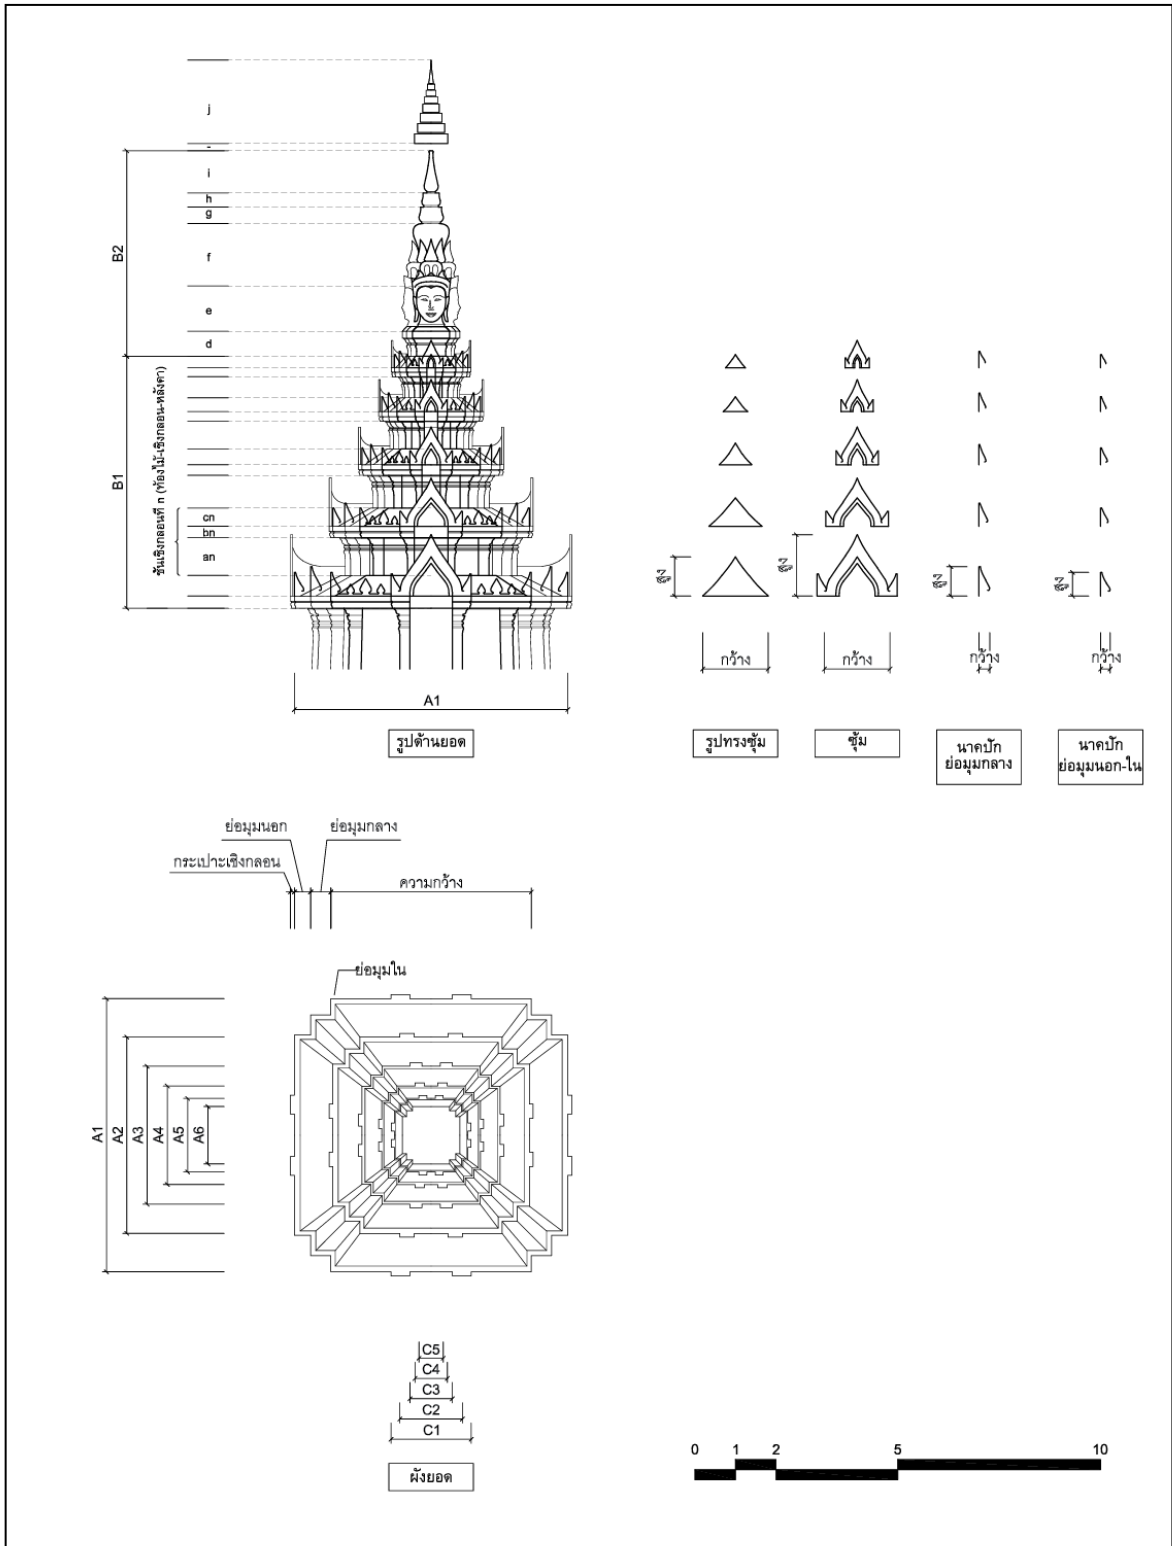 j
-
i
h
g
f
e
d
B2
B1
ชั้นเชิงกลอนที่ n (ท้องไม้-เชิงกลอน-หลังคา)
cn
bn
an
สูง
สูง
สูง
สูง
กว้าง
กว้าง
กว้าง
กว้าง
A1
รูปด้านยอด
รูปทรงซุ้ม
ซุ้ม
นาคปัก
ย่อมุมกลาง
นาคปัก
ย่อมุมนอก-ใน
ย่อมุมนอก
ย่อมุมกลาง
กระเปาะเชิงกลอน
ความกว้าง
ย่อมุมใน
A1
A2
A3
A4
A5
A6
C5
C4
C3
C2
C1
ผังยอด
0 1 2 5 10